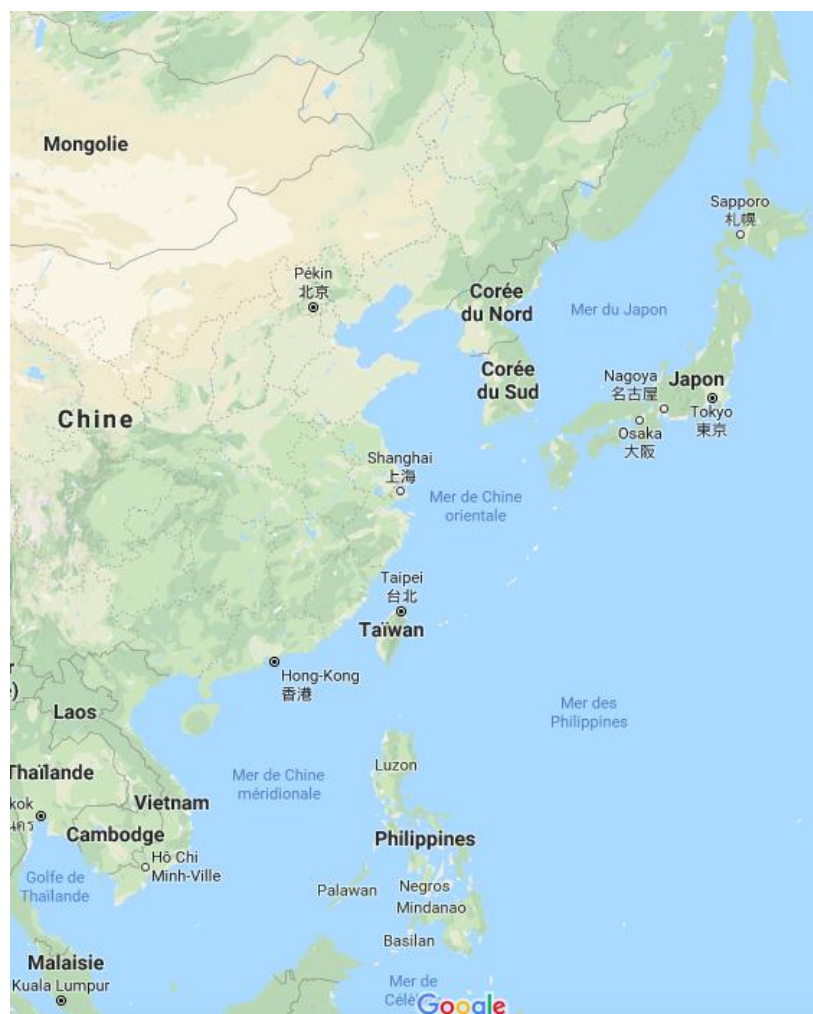 Mongolie
Sapporo
札幌
Pékin
北京
Corée
du Nord
Mer du Japon
Corée
du Sud
Nagoya
名古屋
Japon
Tokyo
東京
Osaka
大阪
Chine
Shanghai
上海
Mer de Chine
orientale
Taipei
台北
Taïwan
Hong-Kong
香港
Laos
Mer des
Philippines
Luzon
Thaïlande
Mer de Chine
méridionale
Vietnam
kok
Cambodge
Philippines
Hô Chi
Minh-Ville
Golfe de
Thaïlande
Palawan
Negros
Mindanao
Basilan
Malaisie
Kuala Lumpur
Mer de
Google